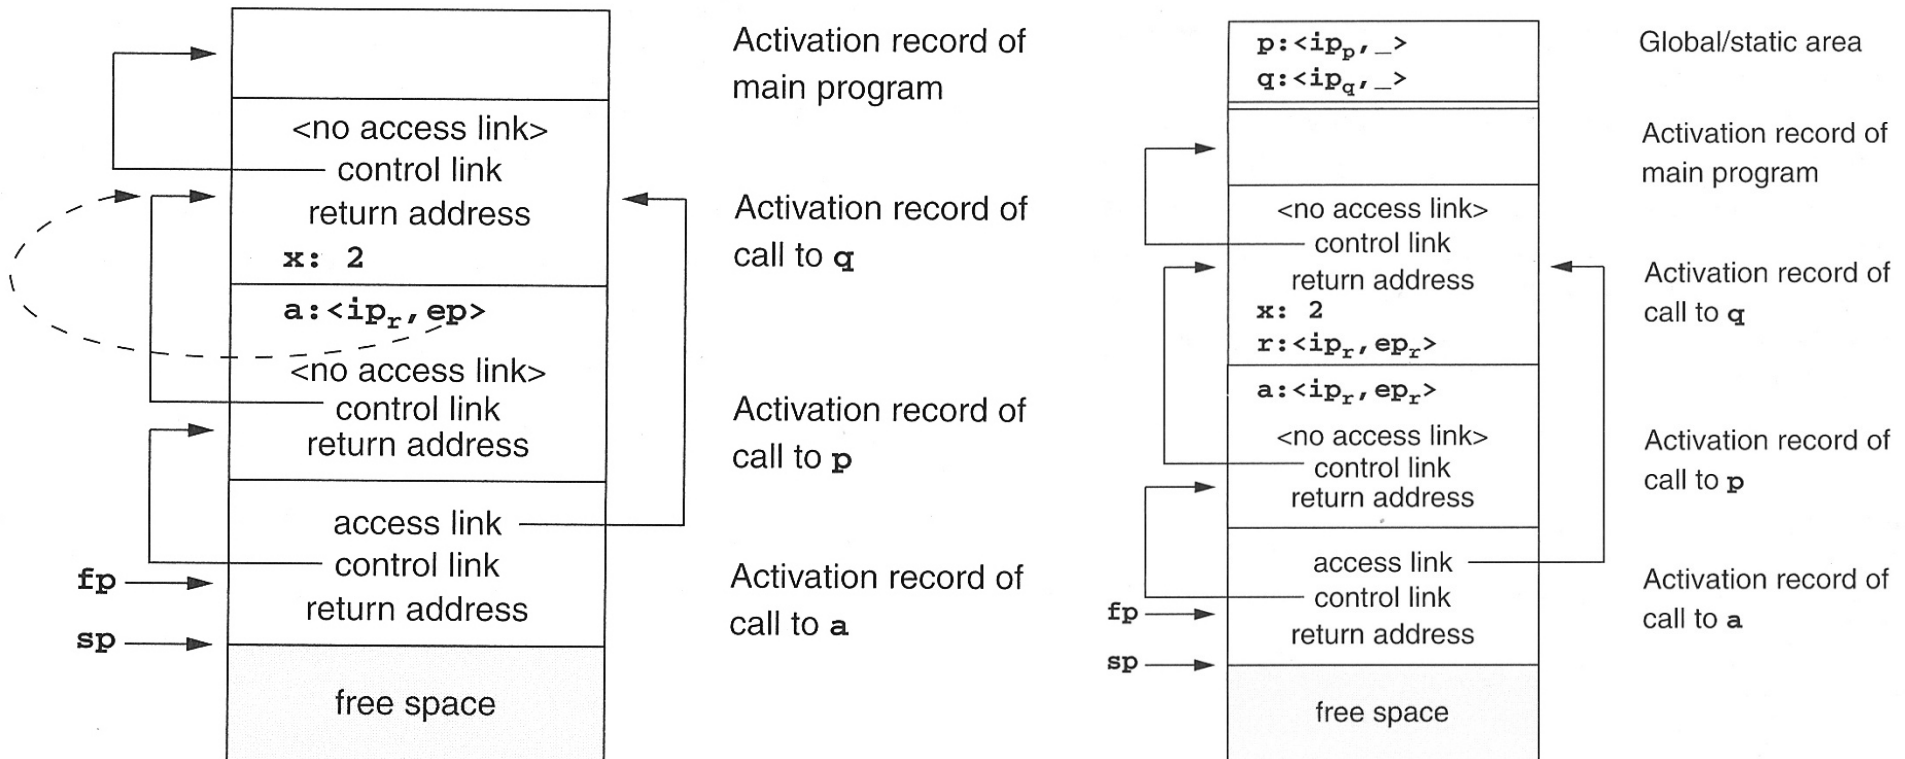 Activation record of
main program
<no access link>
control link
return address
x: 2
Activation record of
call to q
a:<ipr,ep>
<no access link>
control link
return address
Activation record of
call to p
access link
control link
fp
return address
Activation record of
call to a
sp
free space
p:<ipp,_>
q:<ipq,_>
Global/static area
Activation record of
main program
<no access link>
control link
return address
x: 2
r:<ipr,epr>
Activation record of
call to q
a:<ipr,epr>
<no access link>
control link
return address
Activation record of
call to p
access link
control link
fp
return address
Activation record of
call to a
sp
free space